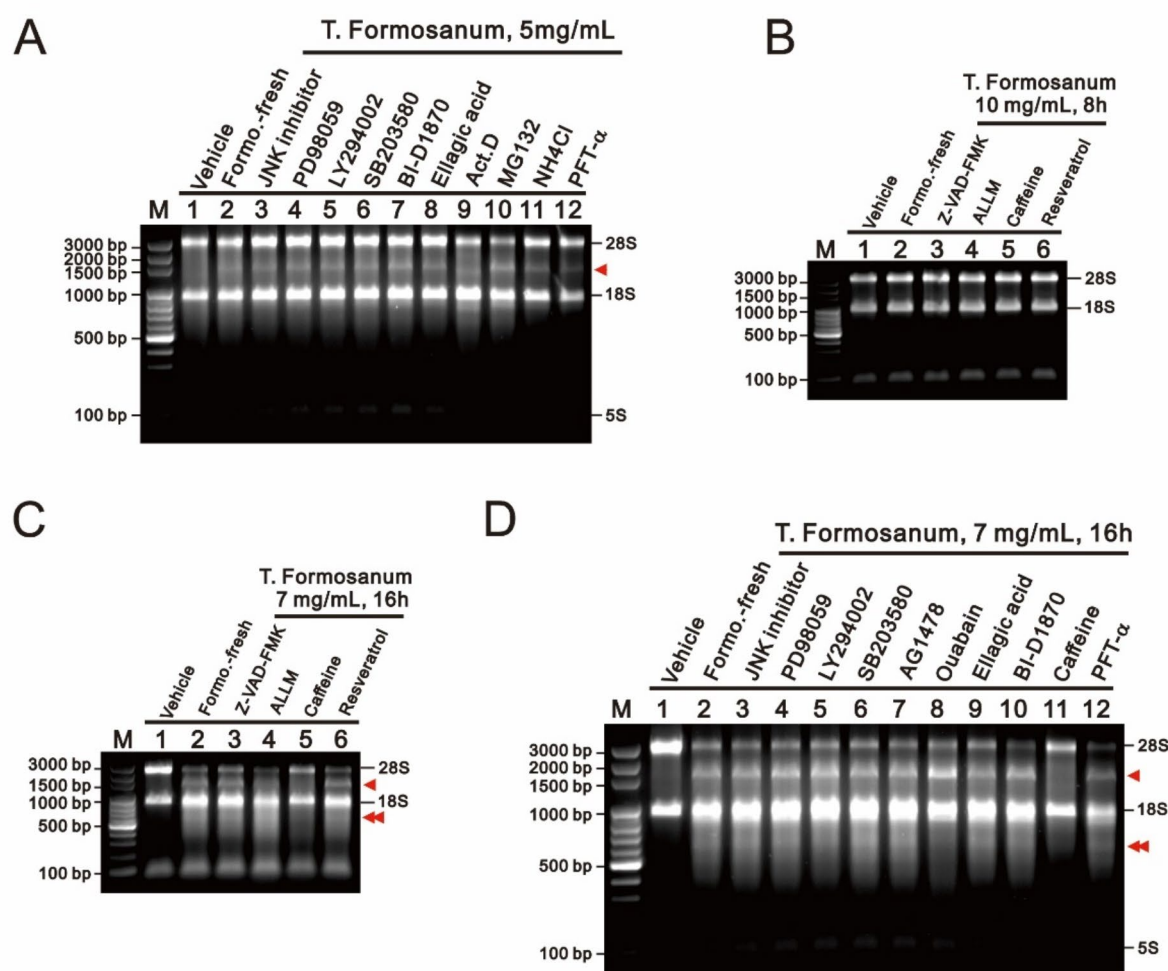 A
T. Formosanum, 5mg/mL
Vehicle
Formo.-fresh
JNK inhibitor
PD98059
LY294002
SB203580
BI-D1870
Ellagic acid
Act.D
MG132
NH4Cl
PFT-α
M 1 2 3 4 5 6 7 8 9 10 11 12
3000 bp
2000 bp
1500 bp
1000 bp
500 bp
100 bp
28S
18S
5S
B
T. Formosanum
10 mg/mL, 8h
Vehicle
Formo.-fresh
Z-VAD-FMK
ALLM
Caffeine
Resveratrol
M 1 2 3 4 5 6
3000 bp
1500 bp
1000 bp
500 bp
100 bp
28S
18S
C
T. Formosanum
7 mg/mL, 16h
Vehicle
Formo.-fresh
Z-VAD-FMK
ALLM
Caffeine
Resveratrol
M 1 2 3 4 5 6
3000 bp
1500 bp
1000 bp
500 bp
100 bp
28S
18S
D
T. Formosanum, 7 mg/mL, 16h
Vehicle
Formo.-fresh
JNK inhibitor
PD98059
LY294002
SB203580
AG1478
Ouabain
Ellagic acid
BI-D1870
Caffeine
PFT-α
M 1 2 3 4 5 6 7 8 9 10 11 12
3000 bp
2000 bp
1500 bp
1000 bp
500 bp
100 bp
28S
18S
5S